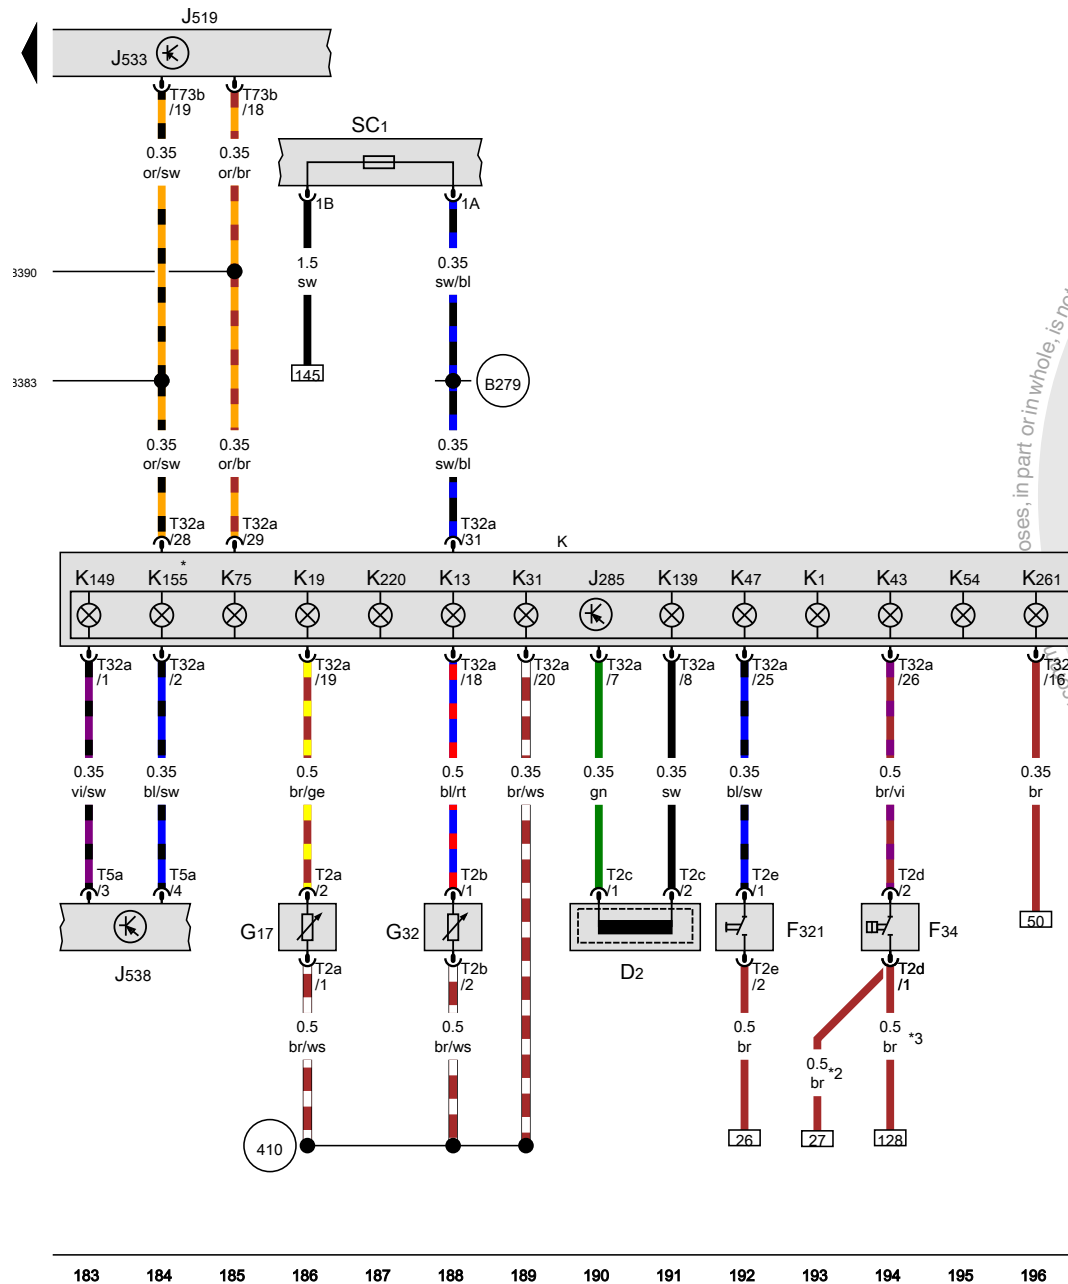 J519
J533
T73b
/19
T73b
/18
SC1
0.35
or/sw
0.35
or/br
1B
1A
1.5
sw
0.35
sw/bl
3390
145
3383
B279
0.35
or/sw
0.35
or/br
0.35
sw/bl
T32a
/28
T32a
/29
T32a
/31
K
*
K149 K155 K75 K19 K220 K13 K31 J285 K139 K47 K1 K43 K54 K261
T32a
/1
T32a
/2
T32a
/19
T32a
/18
T32a
/20
T32a
/7
T32a
/8
T32a
/25
T32a
/26
T32
/16
0.35
vi/sw
0.35
bl/sw
0.5
br/ge
0.5
bl/rt
0.35
br/ws
0.35
gn
0.35
sw
0.35
bl/sw
0.5
br/vi
0.35
br
T5a
/3
T5a
/4
T2a
/2
T2b
/1
T2c
/1
T2c
/2
T2e
/1
T2d
/2
50
J538
G17
G32
D2
F321
F34
T2a
/1
T2b
/2
T2e
/2
T2d
/1
0.5
br/ws
0.5
br/ws
0.5
br
0.5
br
*2
0.5
br
*3
410
26
27
128
183 184 185 186 187 188 189 190 191 192 193 194 195 196
oses, in part or in whole, is not